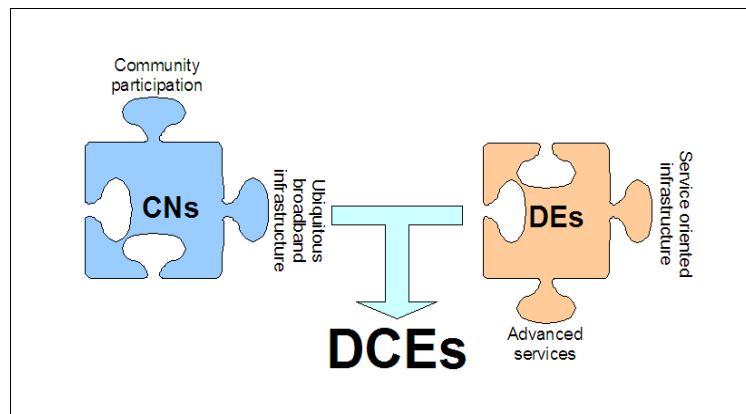 Community
participation
CNs
Ubiquitous
broadband
infrastructure
DEs
Service oriented
infrastructure
Advanced
services
DCEs